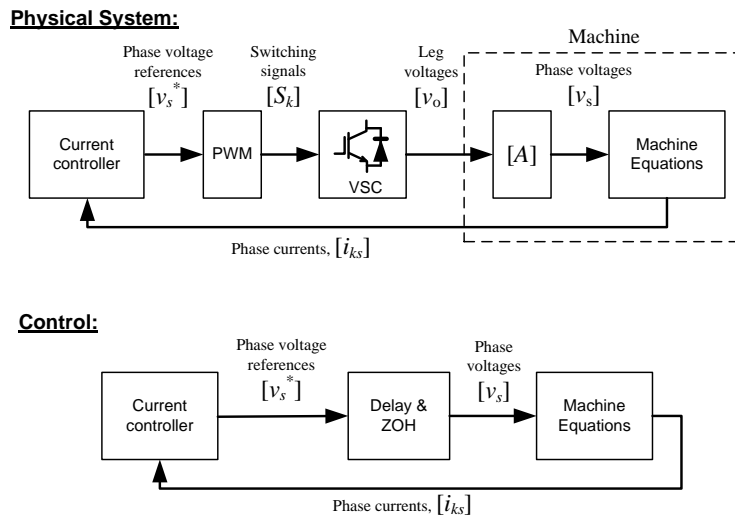 Physical System:
Machine
Phase voltage
references
[v_s^*]
Switching
signals
[S_k]
Leg
voltages
[v_o]
Phase voltages
[v_s]
Current
controller
PWM
VSC
[A]
Machine
Equations
Phase currents, [i_ks]
Control:
Phase voltage
references
[v_s^*]
Phase
voltages
[v_s]
Current
controller
Delay &
ZOH
Machine
Equations
Phase currents, [i_ks]